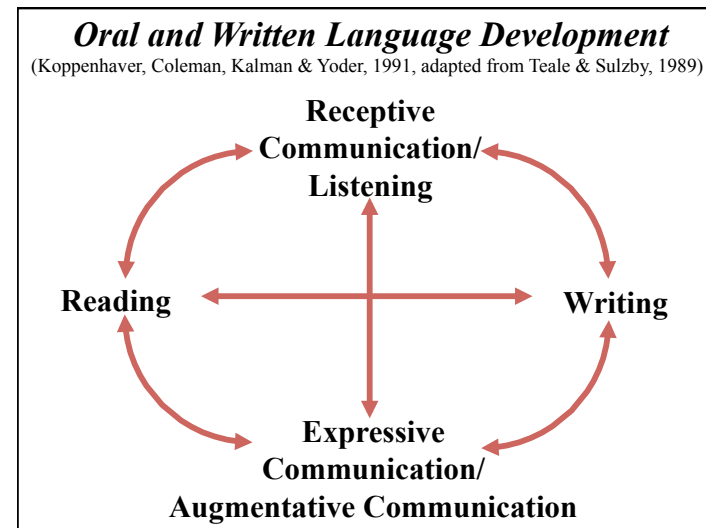 Oral and Written Language Development
(Koppenhaver, Coleman, Kalman & Yoder, 1991, adapted from Teale & Sulzby, 1989)
Receptive
Communication/
Listening
Reading
Writing
Expressive
Communication/
Augmentative Communication